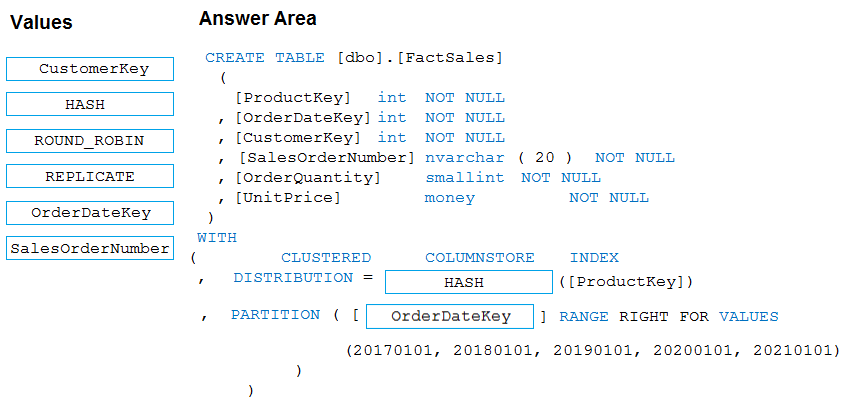 Values
Answer Area
CustomerKey
HASH
ROUND_ROBIN
REPLICATE
OrderDateKey
SalesOrderNumber
CREATE TABLE [dbo].[FactSales]
(
[ProductKey] int NOT NULL
, [OrderDateKey] int NOT NULL
, [CustomerKey] int NOT NULL
, [SalesOrderNumber] nvarchar ( 20 ) NOT NULL
, [OrderQuantity] smallint NOT NULL
, [UnitPrice] money NOT NULL
)
WITH
( CLUSTERED COLUMNSTORE INDEX
, DISTRIBUTION = HASH ([ProductKey])
, PARTITION ( [ OrderDateKey ] RANGE RIGHT FOR VALUES
(20170101, 20180101, 20190101, 20200101, 20210101)
)
)